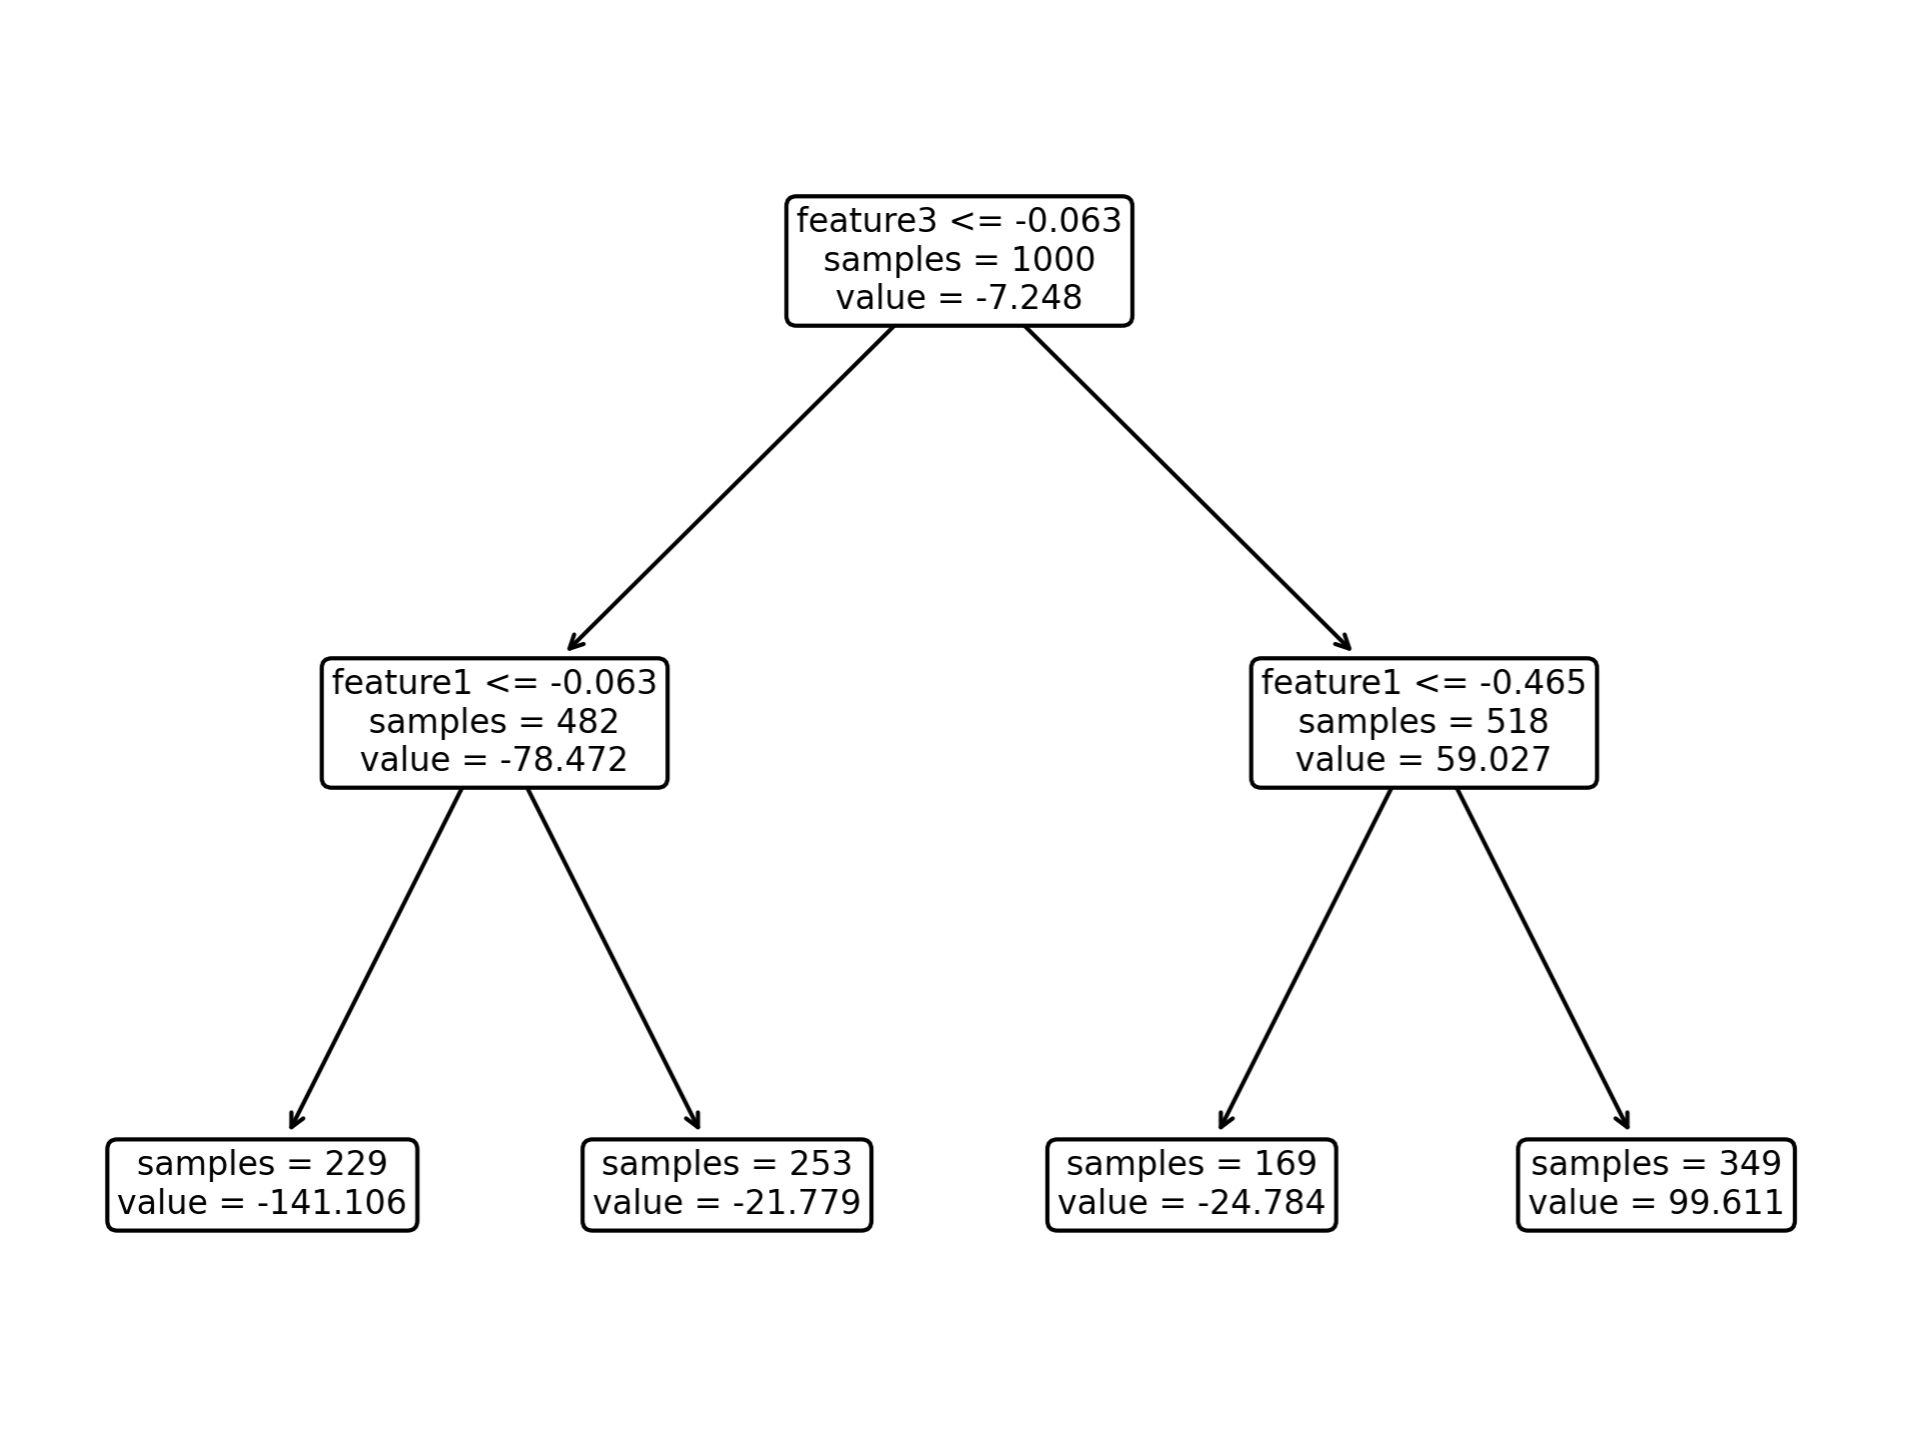 feature3 <= -0.063
samples = 1000
value = -7.248
feature1 <= -0.063
samples = 482
value = -78.472
feature1 <= -0.465
samples = 518
value = 59.027
samples = 229
value = -141.106
samples = 253
value = -21.779
samples = 169
value = -24.784
samples = 349
value = 99.611